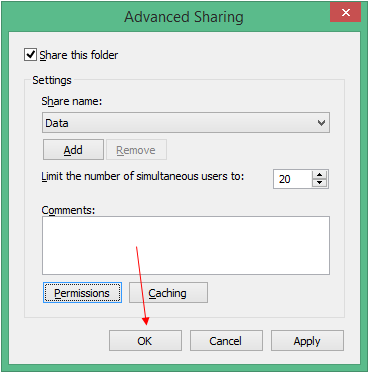 Advanced Sharing
Share this folder
Settings
Share name:
Data
Add Remove
Limit the number of simultaneous users to: 20
Comments:
Permissions Caching
OK Cancel Apply